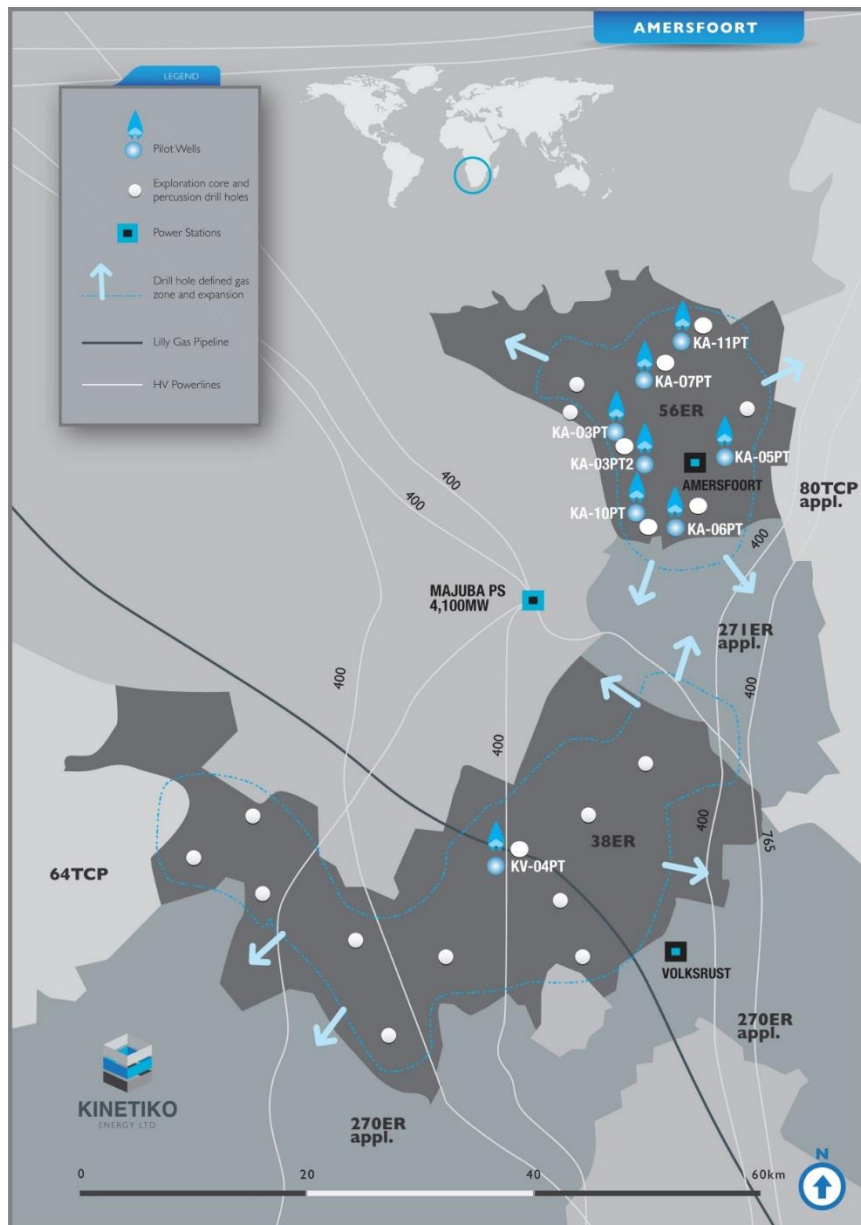 AMERSFOORT
LEGEND
Pilot Wells
Exploration core and
percussion drill holes
Power Stations
Drill hole defined gas
zone and expansion
Lilly Gas Pipeline
HV Powerlines
KA-11PT
KA-07PT
56ER
KA-03PT
KA-03PT2
KA-05PT
AMERSFOORT
80TCP
appl.
KA-10PT
KA-06PT
400
400
400
MAJUBA PS
4,100MW
271ER
appl.
400
400
400
400
765
38ER
KV-04PT
64TCP
VOLKSRUST
270ER
appl.
270ER
appl.
KINETIKO
ENERGY LTD
0
20
40
60km
N